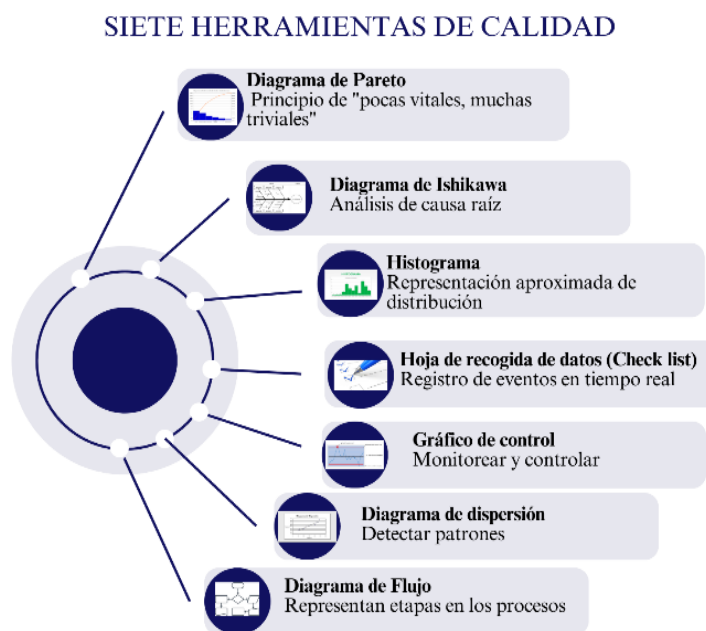 SIETE HERRAMIENTAS DE CALIDAD
Diagrama de Pareto
Principio de "pocas vitales, muchas
triviales"
Diagrama de Ishikawa
Análisis de causa raíz
Histograma
Representación aproximada de
distribución
Hoja de recogida de datos (Check list)
Registro de eventos en tiempo real
Gráfico de control
Monitorear y controlar
Diagrama de dispersión
Detectar patrones
Diagrama de Flujo
Representan etapas en los procesos